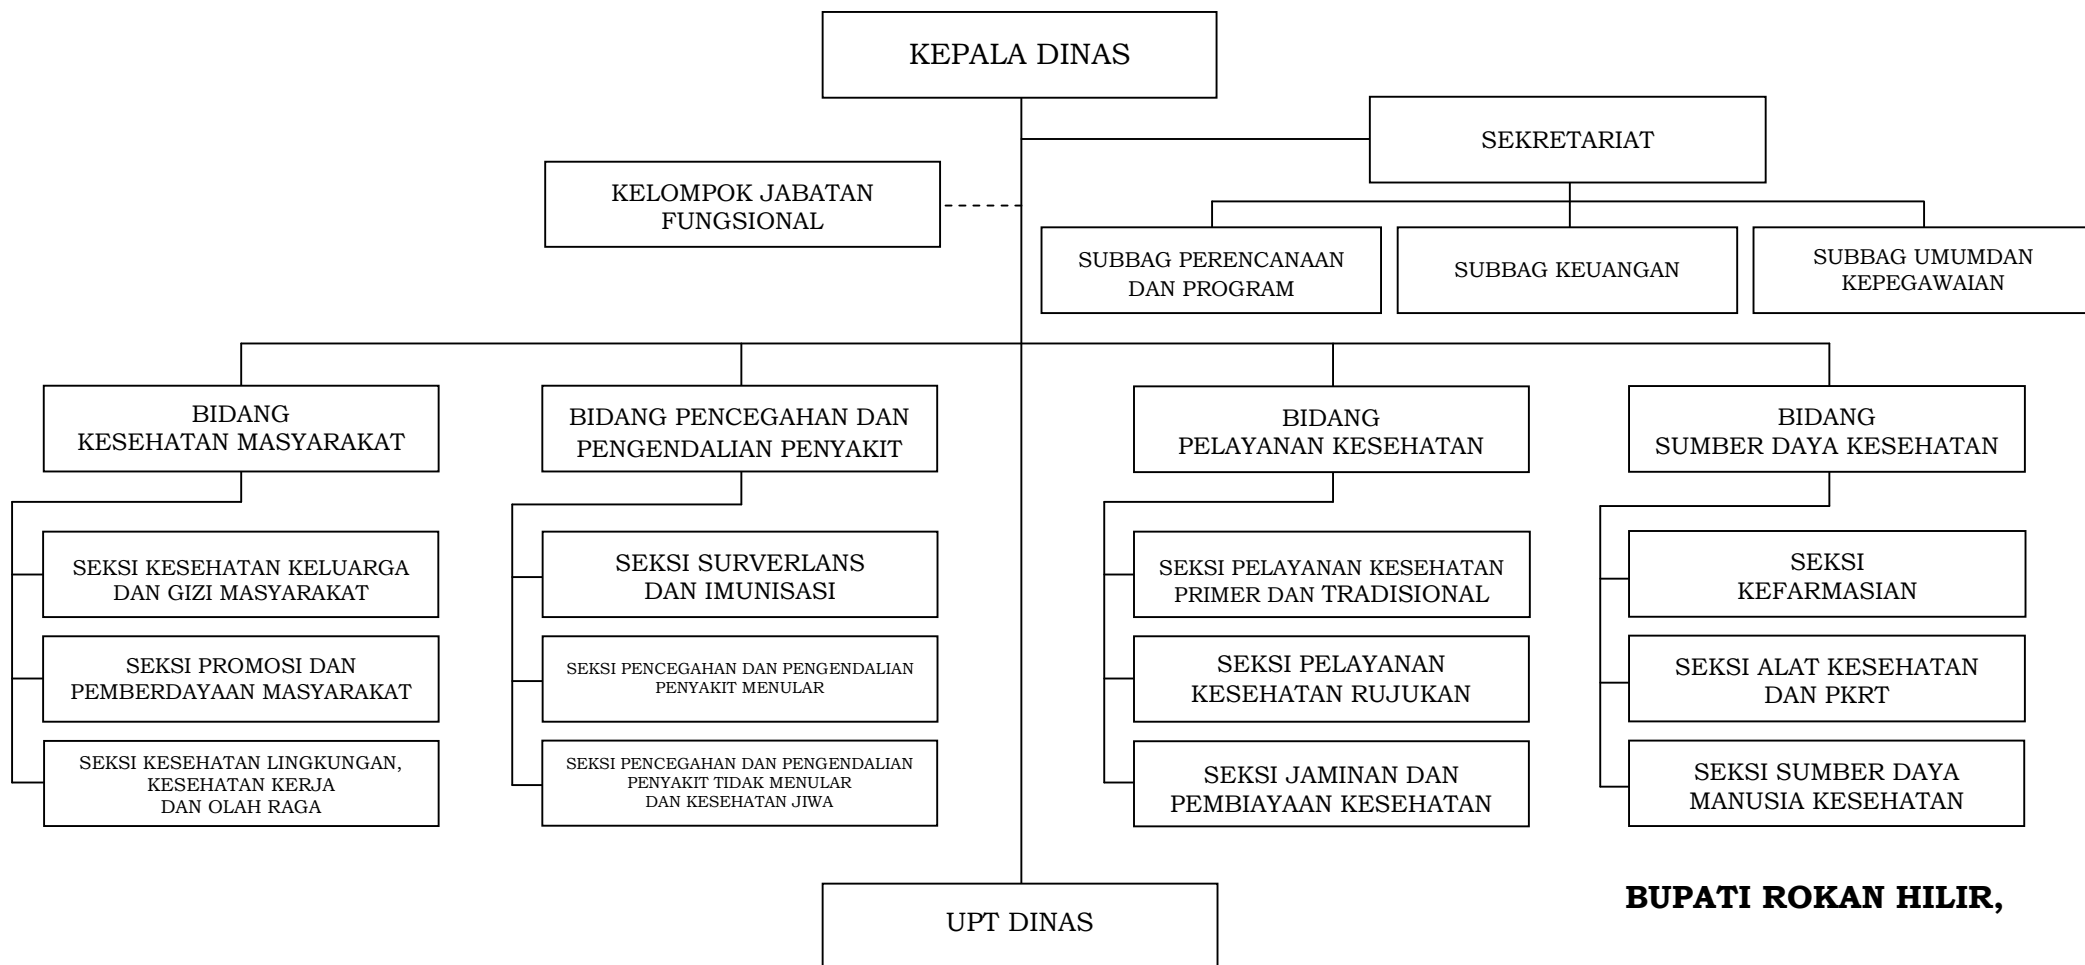 KEPALA DINAS
SEKRETARIAT
KELOMPOK JABATAN
FUNGSIONAL
SUBBAG PERENCANAAN
DAN PROGRAM
SUBBAG KEUANGAN
SUBBAG UMUMDAN
KEPEGAWAIAN
BIDANG
KESEHATAN MASYARAKAT
BIDANG PENCEGAHAN DAN
PENGENDALIAN PENYAKIT
BIDANG
PELAYANAN KESEHATAN
BIDANG
SUMBER DAYA KESEHATAN
SEKSI KESEHATAN KELUARGA
DAN GIZI MASYARAKAT
SEKSI SURVERLANS
DAN IMUNISASI
SEKSI PELAYANAN KESEHATAN
PRIMER DAN TRADISIONAL
SEKSI
KEFARMASIAN
SEKSI PROMOSI DAN
PEMBERDAYAAN MASYARAKAT
SEKSI PENCEGAHAN DAN PENGENDALIAN
PENYAKIT MENULAR
SEKSI PELAYANAN
KESEHATAN RUJUKAN
SEKSI ALAT KESEHATAN
DAN PKRT
SEKSI KESEHATAN LINGKUNGAN,
KESEHATAN KERJA
DAN OLAH RAGA
SEKSI PENCEGAHAN DAN PENGENDALIAN
PENYAKIT TIDAK MENULAR
DAN KESEHATAN JIWA
SEKSI JAMINAN DAN
PEMBIAYAAN KESEHATAN
SEKSI SUMBER DAYA
MANUSIA KESEHATAN
UPT DINAS
BUPATI ROKAN HILIR,